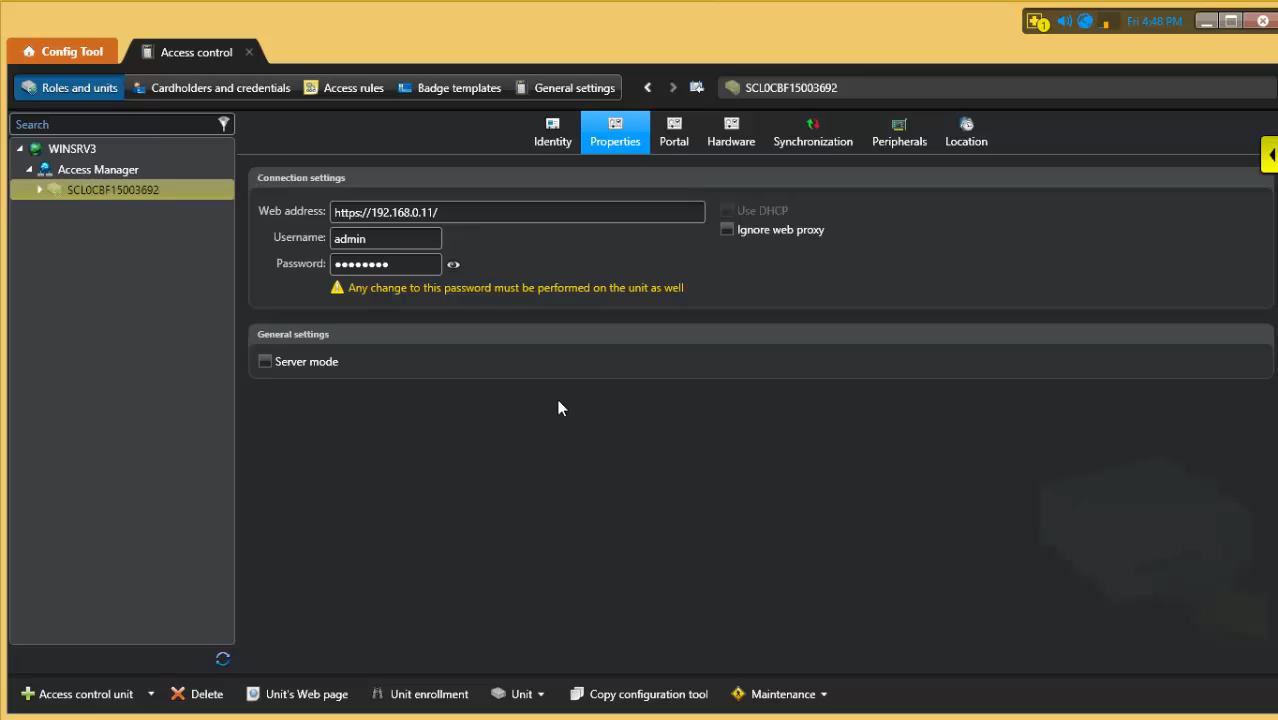 1
Fri 4:48 PM
Config Tool
Access control
Roles and units
Cardholders and credentials
Access rules
Badge templates
General settings
SCL0CBF15003692
Search
WINSRV3
Access Manager
SCL0CBF15003692
Identity
Properties
Portal
Hardware
Synchronization
Peripherals
Location
Connection settings
Web address: https://192.168.0.11/
Use DHCP
Username: admin
Ignore web proxy
Password: ••••••••
Any change to this password must be performed on the unit as well
General settings
Server mode
Access control unit
Delete
Unit's Web page
Unit enrollment
Unit
Copy configuration tool
Maintenance